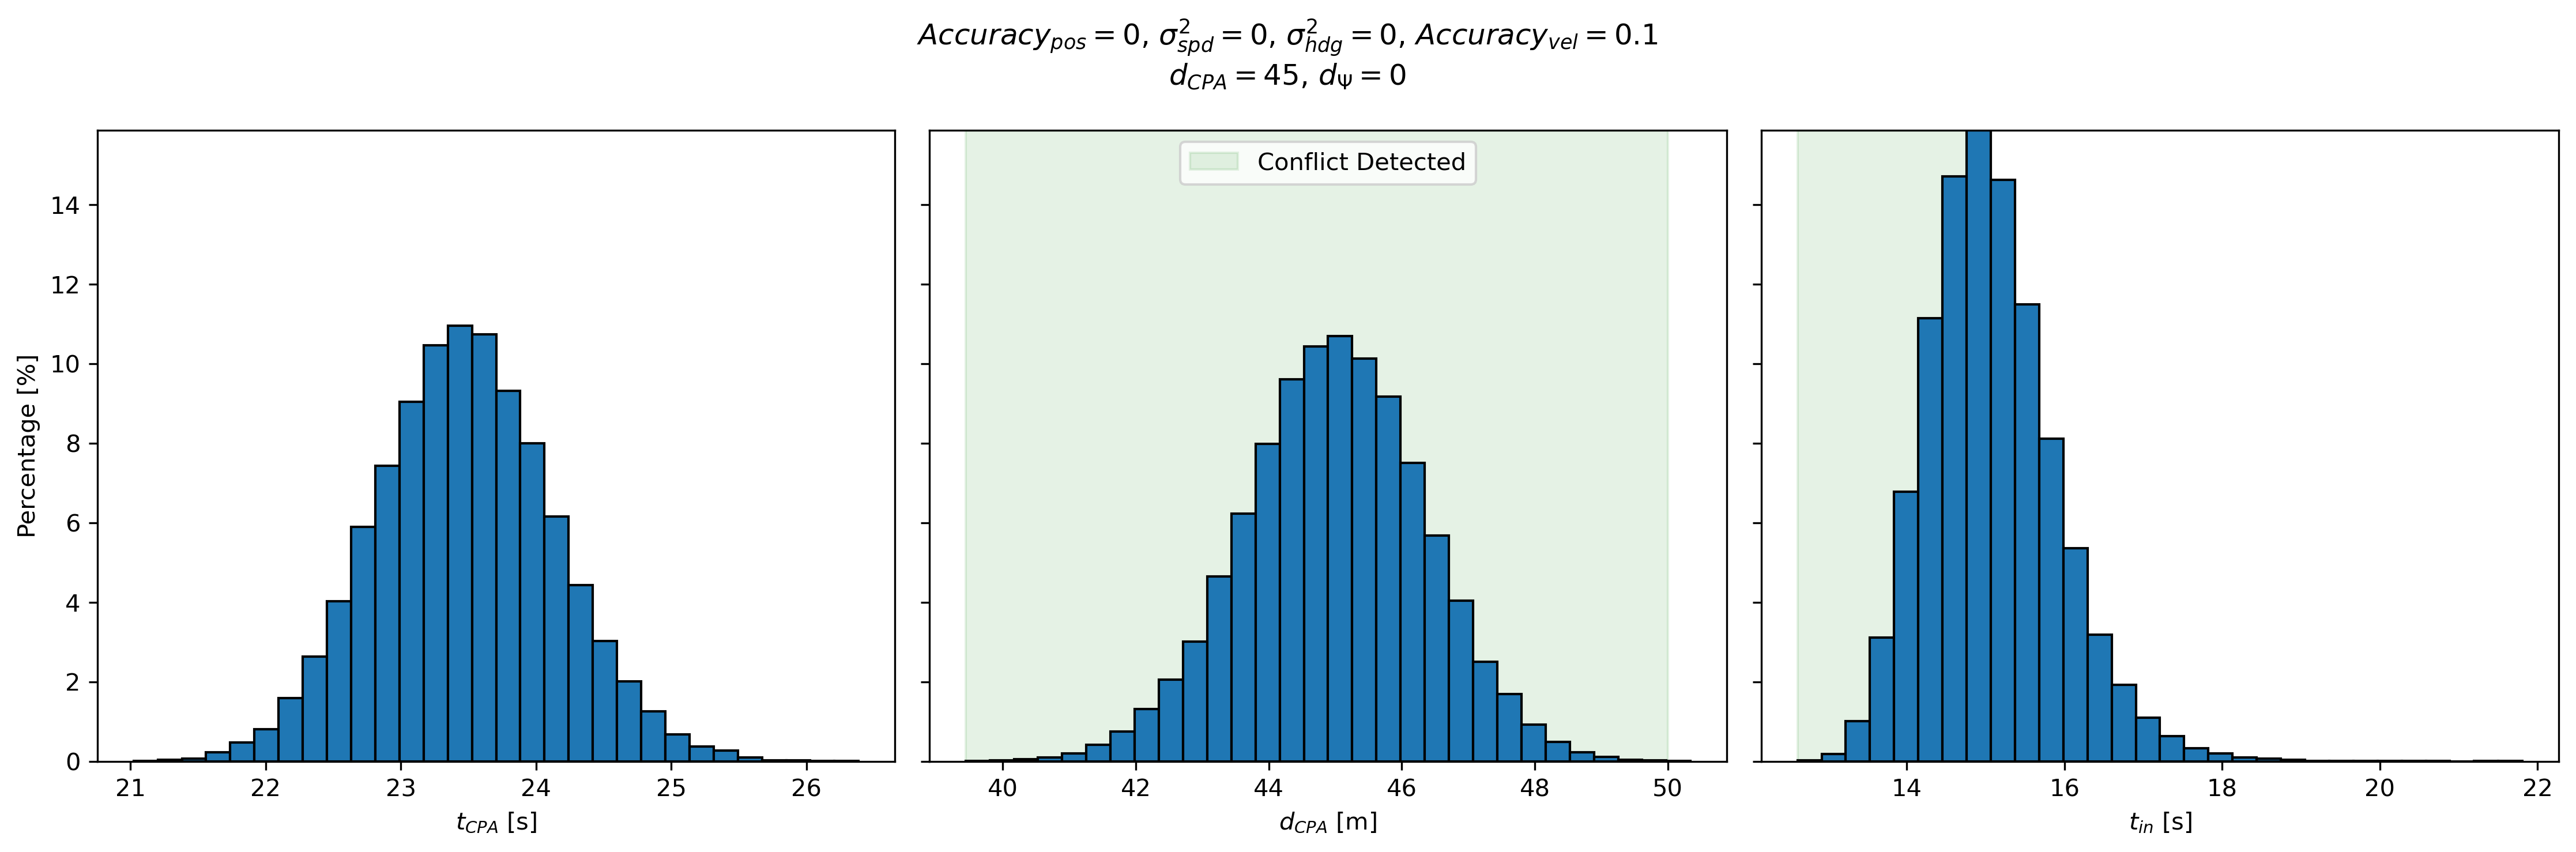 Accuracy_pos = 0, σ²_spd = 0, σ²_hdg = 0, Accuracy_vel = 0.1
d_CPA = 45, d_ψ = 0
Percentage [%]
14
12
10
8
6
4
2
0
21 22 23 24 25 26
t_CPA [s]
Conflict Detected
40 42 44 46 48 50
d_CPA [m]
14 16 18 20 22
t_in [s]